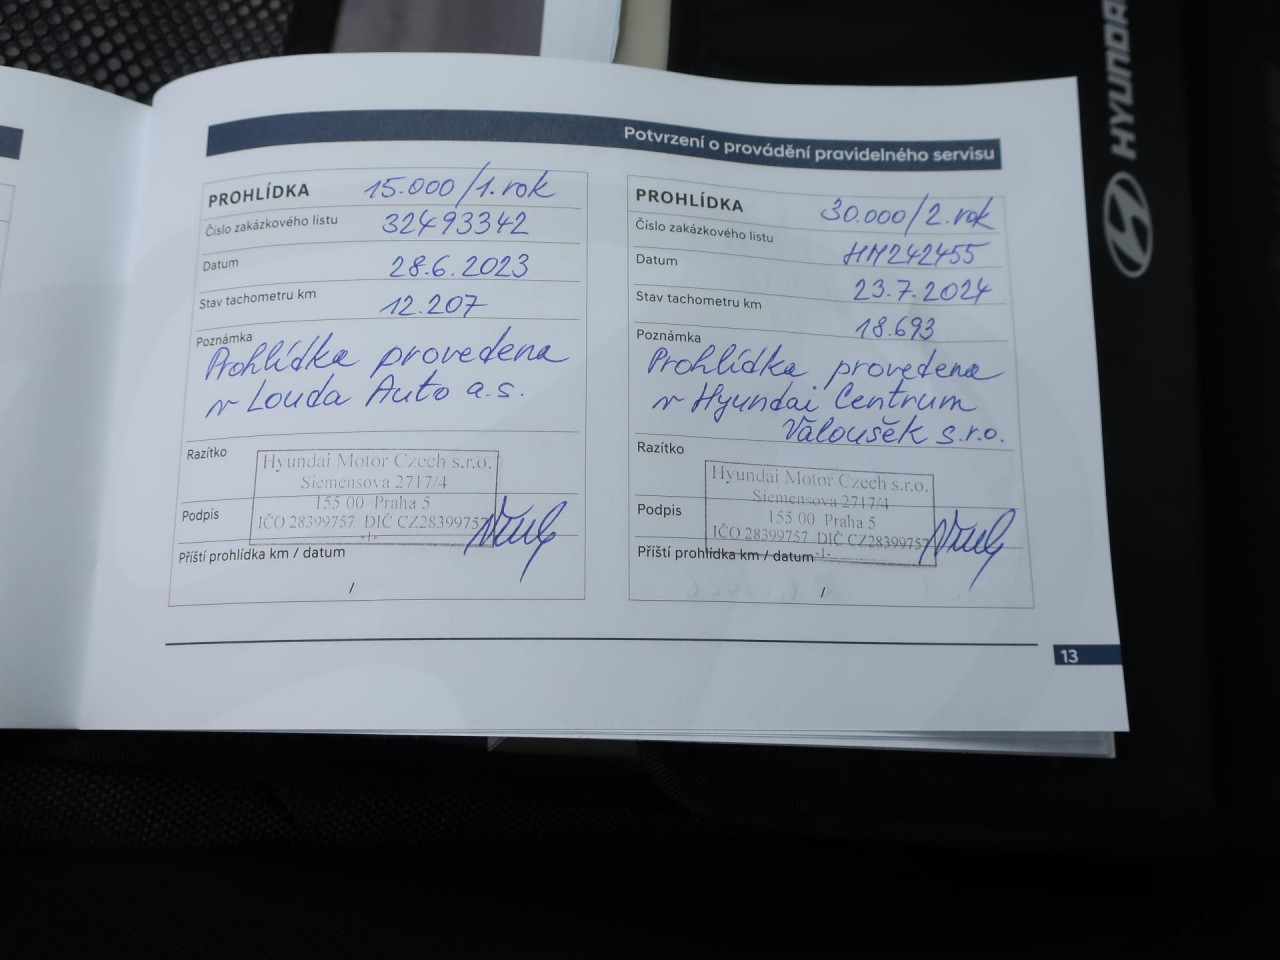 HYUNDAI
Potvrzení o provádění pravidelného servisu
PROHLÍDKA 15.000/1. rok
Číslo zakázkového listu 32493342
Datum 28.6.2023
Stav tachometru km 12.207
Poznámka
Prohlídka provedena
v Louda Auto a.s.
Razítko
Hyundai Motor Czech s.r.o.
Siemensova 2717/4
155 00 Praha 5
IČO 28399757 DIČ CZ28399757
-1-
Podpis
Příští prohlídka km / datum
/
PROHLÍDKA 30.000/2. rok
Číslo zakázkového listu HM242455
Datum 23.7.2024
Stav tachometru km 18.693
Poznámka
Prohlídka provedena
v Hyundai Centrum
Valoušek s.r.o.
Razítko
Hyundai Motor Czech s.r.o.
Siemensova 2717/4
155 00 Praha 5
IČO 28399757 DIČ CZ28399757
-1-
Podpis
Příští prohlídka km / datum
/
13